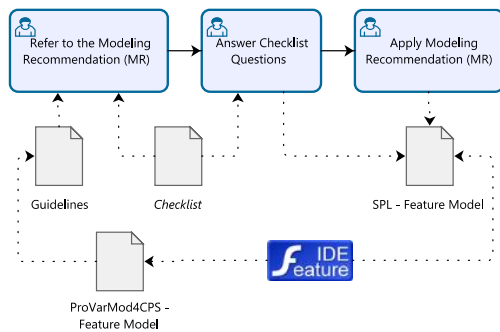 Refer to the Modeling
Recommendation (MR)
Answer Checklist
Questions
Apply Modeling
Recommendation (MR)
Guidelines
Checklist
SPL - Feature Model
IDE
Feature
ProVarMod4CPS -
Feature Model